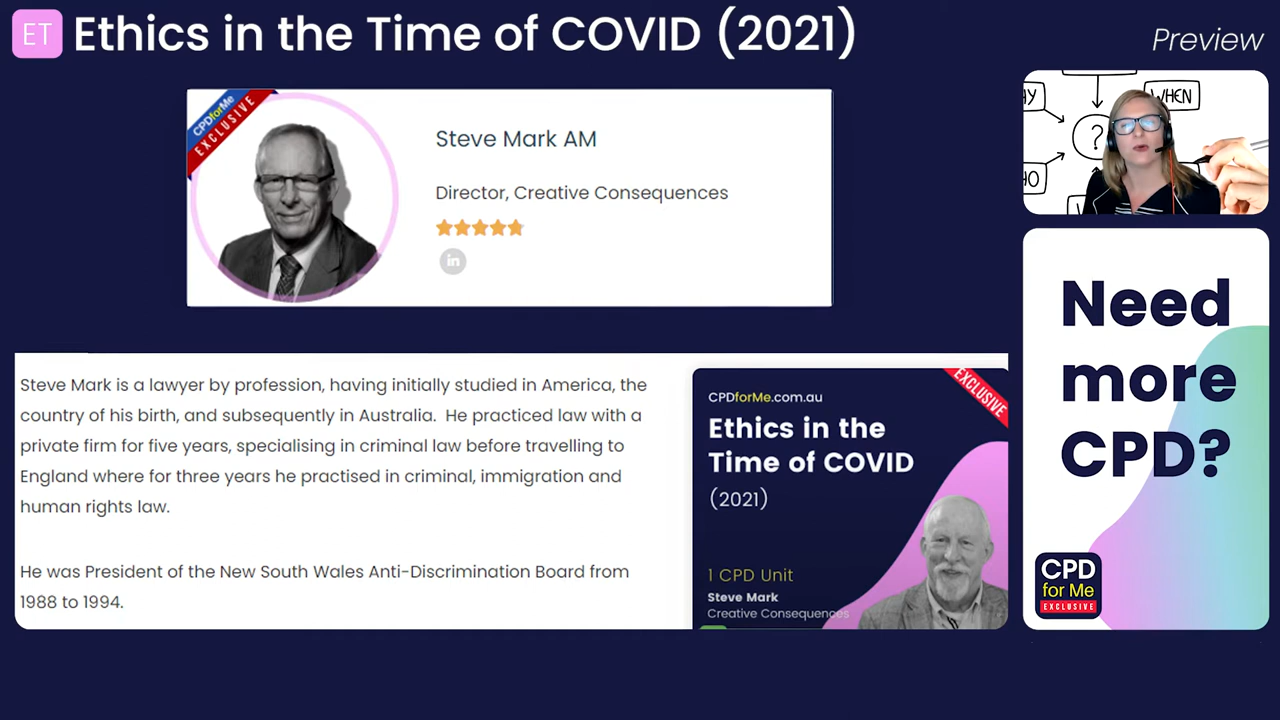 ET Ethics in the Time of COVID (2021)
Preview
CPDforMe
EXCLUSIVE
Steve Mark AM
Director, Creative Consequences
in
WHEN
?
Need
more
CPD?
CPD
for Me
EXCLUSIVE
Steve Mark is a lawyer by profession, having initially studied in America, the
country of his birth, and subsequently in Australia. He practiced law with a
private firm for five years, specialising in criminal law before travelling to
England where for three years he practised in criminal, immigration and
human rights law.
He was President of the New South Wales Anti-Discrimination Board from
1988 to 1994.
EXCLUSIVE
CPDforMe.com.au
Ethics in the
Time of COVID
(2021)
1 CPD Unit
Steve Mark
Creative Consequences